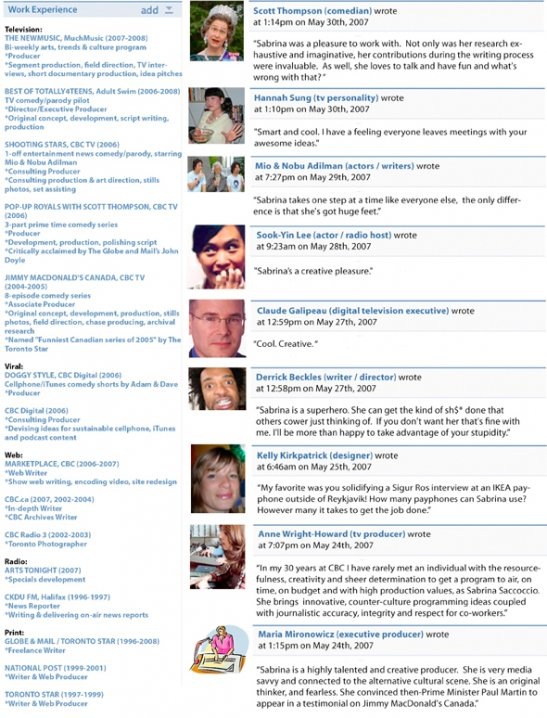 Work Experience
add
Television:
THE NEWMUSIC, MuchMusic (2007-2008)
Bi-weekly arts, trends & culture program
*Producer
*Segment production, field direction, TV inter-
views, short documentary production, idea pitches
BEST OF TOTALLY4TEENS, Adult Swim (2006-2008)
TV comedy/parody pilot
*Director/Executive Producer
*Original concept, development, script writing,
production
SHOOTING STARS, CBC TV (2006)
1-off entertainment news comedy/parody, starring
Mio & Nobu Adilman
*Consulting Producer
*Consulting production & art direction, stills
photos, set assisting
POP-UP ROYALS WITH SCOTT THOMPSON, CBC TV
(2006)
3-part prime time comedy series
*Producer
*Development, production, polishing script
*Critically acclaimed by The Globe and Mail's John
Doyle
JIMMY MACDONALD'S CANADA, CBC TV
(2004-2005)
8-episode comedy series
*Associate Producer
*Original concept, development, production, stills
photos, field direction, chase producing, archival
research
*Named "Funniest Canadian series of 2005" by The
Toronto Star
Viral:
DOGGY STYLE, CBC Digital (2006)
Cellphone/iTunes comedy shorts by Adam & Dave
*Producer
CBC Digital (2006)
*Consulting Producer
*Devising ideas for sustainable cellphone, iTunes
and podcast content
Web:
MARKETPLACE, CBC (2006-2007)
*Web Writer
*Show web writing, encoding video, site redesign
CBC.ca (2007, 2002-2004)
*In-depth Writer
*CBC Archives Writer
CBC Radio 3 (2002-2003)
*Toronto Photographer
Radio:
ARTS TONIGHT (2007)
*Specials development
CKDU FM, Halifax (1996-1997)
*News Reporter
*Writing & delivering on-air news reports
Print:
GLOBE & MAIL / TORONTO STAR (1996-2008)
*Freelance Writer
NATIONAL POST (1999-2001)
*Writer & Web Producer
TORONTO STAR (1997-1999)
*Writer & Web Producer
Scott Thompson (comedian) wrote
at 1:14pm on May 30th, 2007
"Sabrina was a pleasure to work with. Not only was her research ex-
haustive and imaginative, her contributions during the writing process
were invaluable. As well, she loves to talk and have fun and what's
wrong with that?"
Hannah Sung (tv personality) wrote
at 1:10pm on May 30th, 2007
"Smart and cool. I have a feeling everyone leaves meetings with your
awesome ideas."
Mio & Nobu Adilman (actors / writers) wrote
at 7:27pm on May 29th, 2007
"Sabrina takes one step at a time like everyone else, the only differ-
ence is that she's got huge feet."
Sook-Yin Lee (actor / radio host) wrote
at 9:23am on May 28th, 2007
"Sabrina's a creative pleasure."
Claude Galipeau (digital television executive) wrote
at 12:59pm on May 27th, 2007
"Cool. Creative. "
Derrick Beckles (writer / director) wrote
at 12:58pm on May 27th, 2007
"Sabrina is a superhero. She can get the kind of sh$* done that
others cower just thinking of. If you don't want her that's fine with
me. I'll be more than happy to take advantage of your stupidity."
Kelly Kirkpatrick (designer) wrote
at 6:46am on May 25th, 2007
"My favorite was you solidifying a Sigur Ros interview at an IKEA pay-
phone outside of Reykjavik! How many payphones can Sabrina use?
However many it takes to get the job done."
Anne Wright-Howard (tv producer) wrote
at 7:07pm on May 24th, 2007
"In my 30 years at CBC I have rarely met an individual with the resource-
fulness, creativity and sheer determination to get a program to air, on
time, on budget and with high production values, as Sabrina Saccoccio.
She brings innovative, counter-culture programming ideas coupled
with journalistic accuracy, integrity and respect for co-workers."
Maria Mironowicz (executive producer) wrote
at 1:15pm on May 24th, 2007
"Sabrina is a highly talented and creative producer. She is very media
savvy and connected to the alternative cultural scene. She is an original
thinker, and fearless. She convinced then-Prime Minister Paul Martin to
appear in a testimonial on Jimmy MacDonald's Canada."